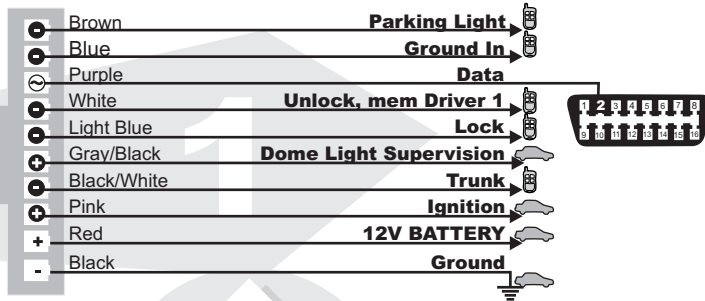 Brown Parking Light
Blue Ground In
Purple Data
White Unlock, mem Driver 1
Light Blue Lock
Gray/Black Dome Light Supervision
Black/White Trunk
Pink Ignition
+ Red 12V BATTERY
- Black Ground
1 2 3 4 5 6 7 8
9 10 11 12 13 14 15 16
1